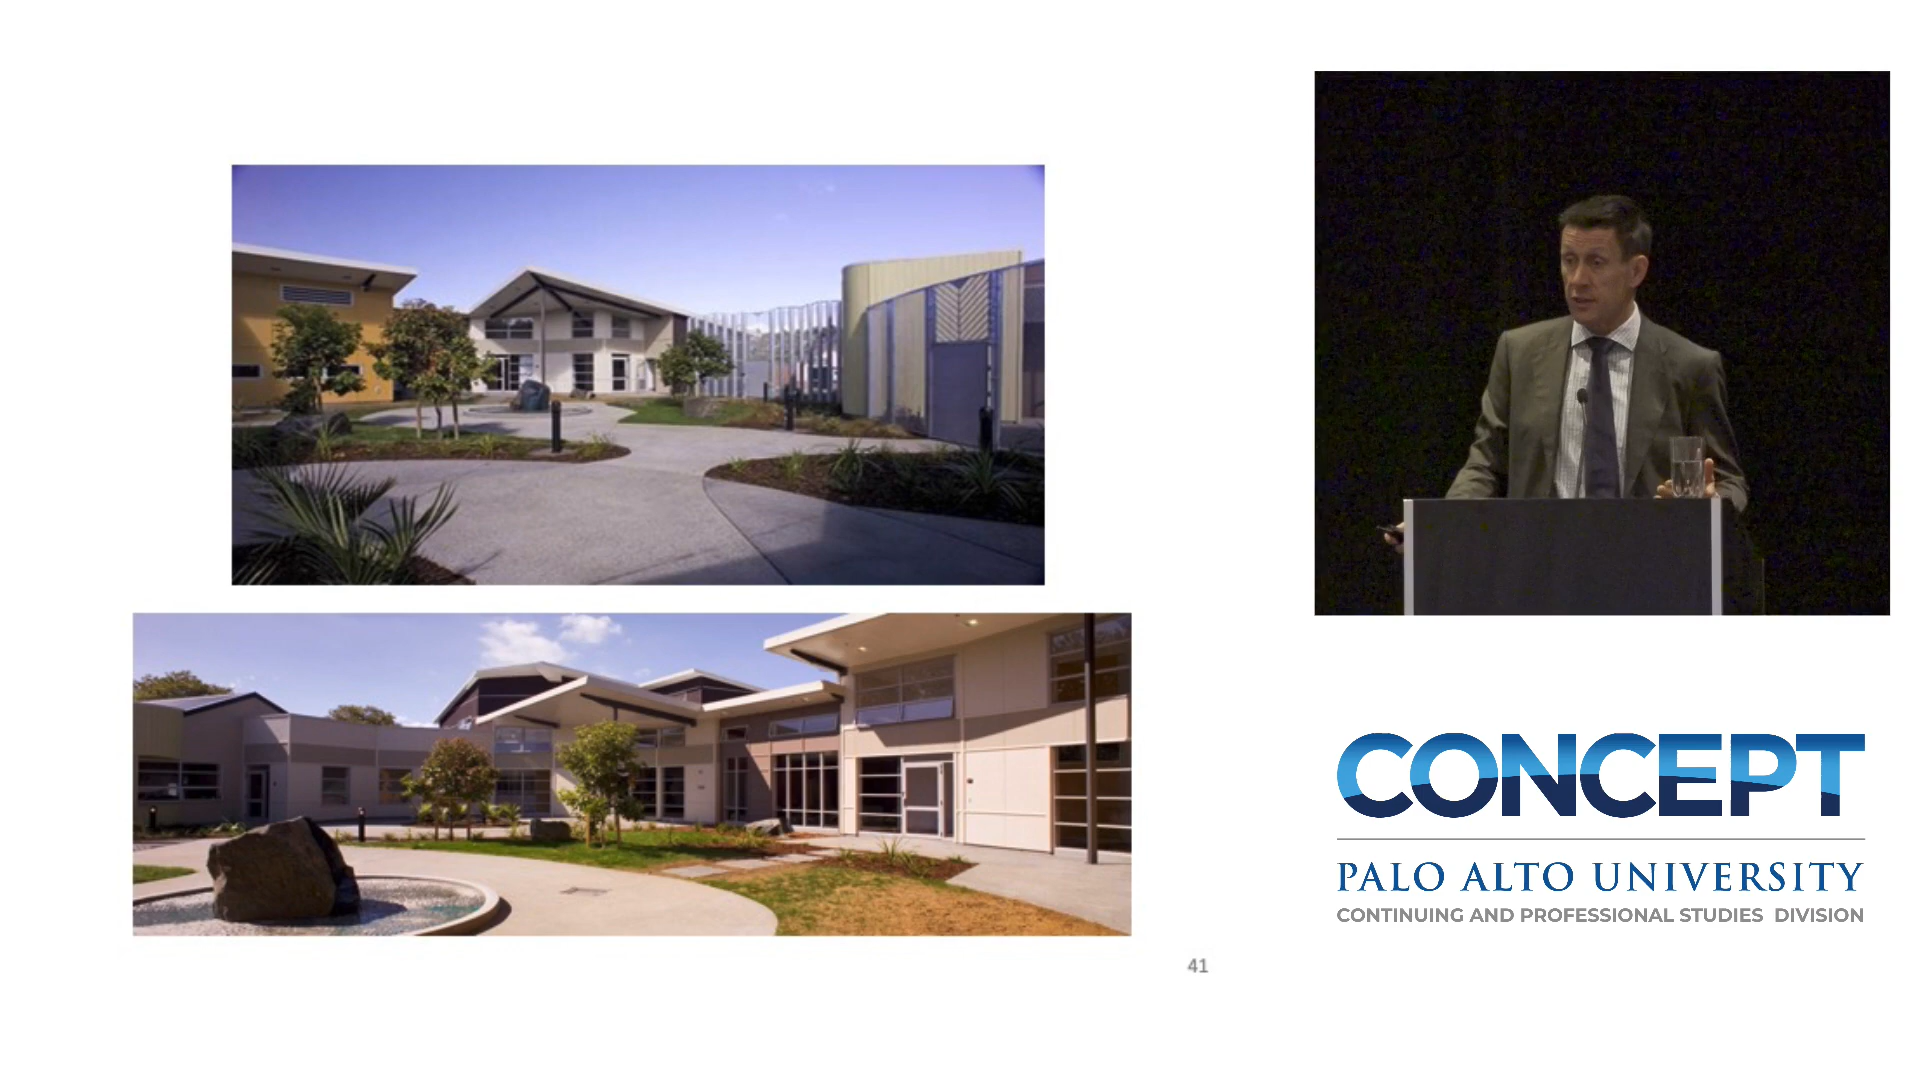 41
CONCEPT
PALO ALTO UNIVERSITY
CONTINUING AND PROFESSIONAL STUDIES DIVISION